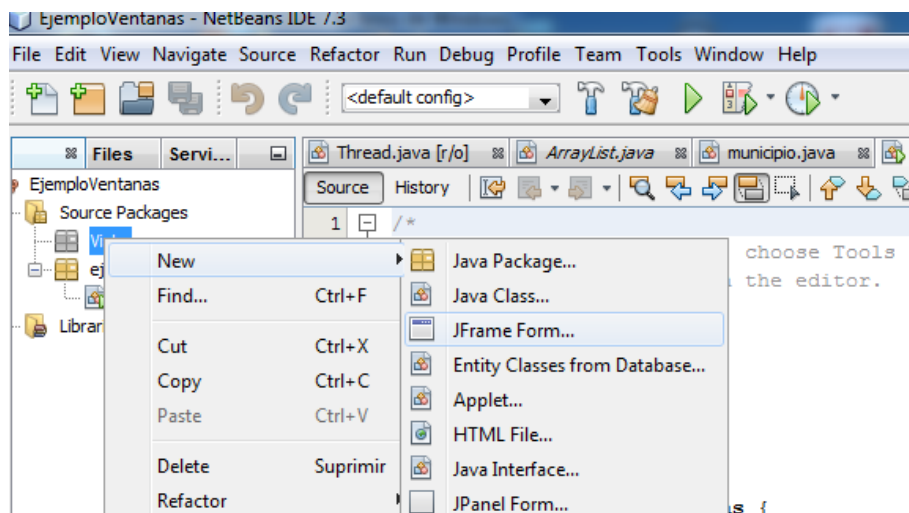 EjemploVentanas - NetBeans IDE 7.3
File Edit View Navigate Source Refactor Run Debug Profile Team Tools Window Help
<default config>
Files Servi... Thread.java [r/o] ArrayList.java municipio.java
EjemploVentanas Source History
Source Packages 1 /*
choose Tools
New Java Package...
ej the editor.
Find... Ctrl+F Java Class...
Librar JFrame Form...
Cut Ctrl+X
Entity Classes from Database...
Copy Ctrl+C
Applet...
Paste Ctrl+V
HTML File...
Delete Suprimir Java Interface...
Refactor JPanel Form...
s {